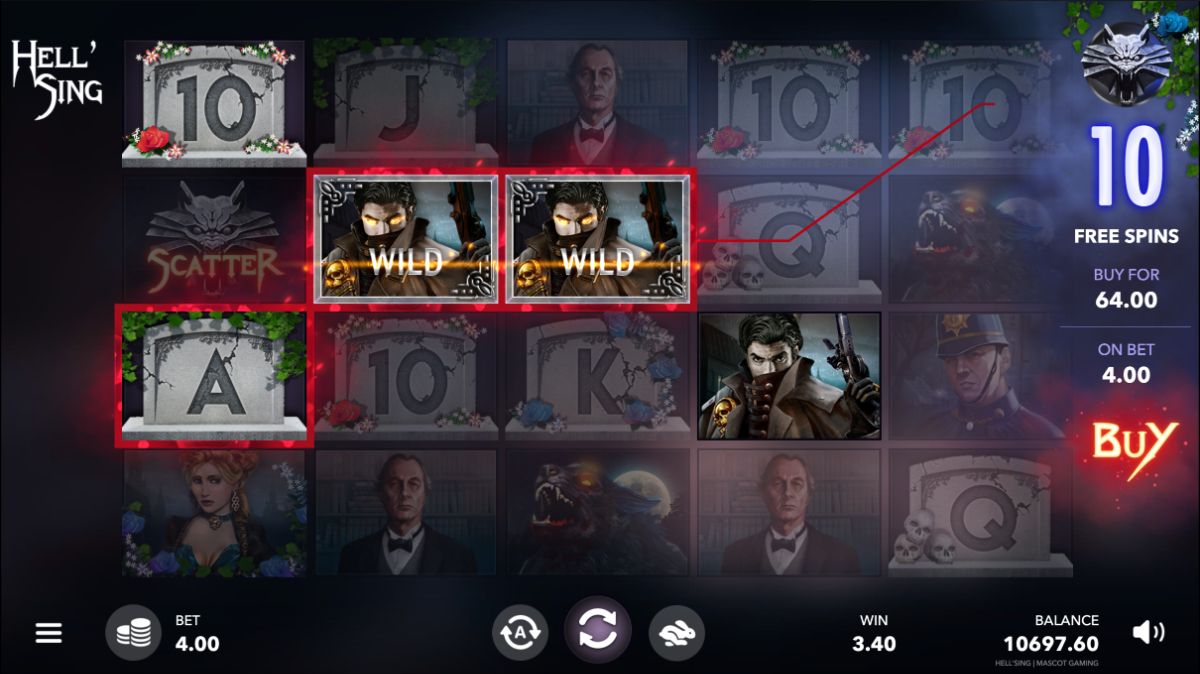 HELL'
SING
10
J
10
10
SCATTER
WILD
WILD
Q
A
10
K
Q
10
FREE SPINS
BUY FOR
64.00
ON BET
4.00
BUY
BET
4.00
A
WIN
3.40
BALANCE
10697.60
HELL'SING | MASCOT GAMING